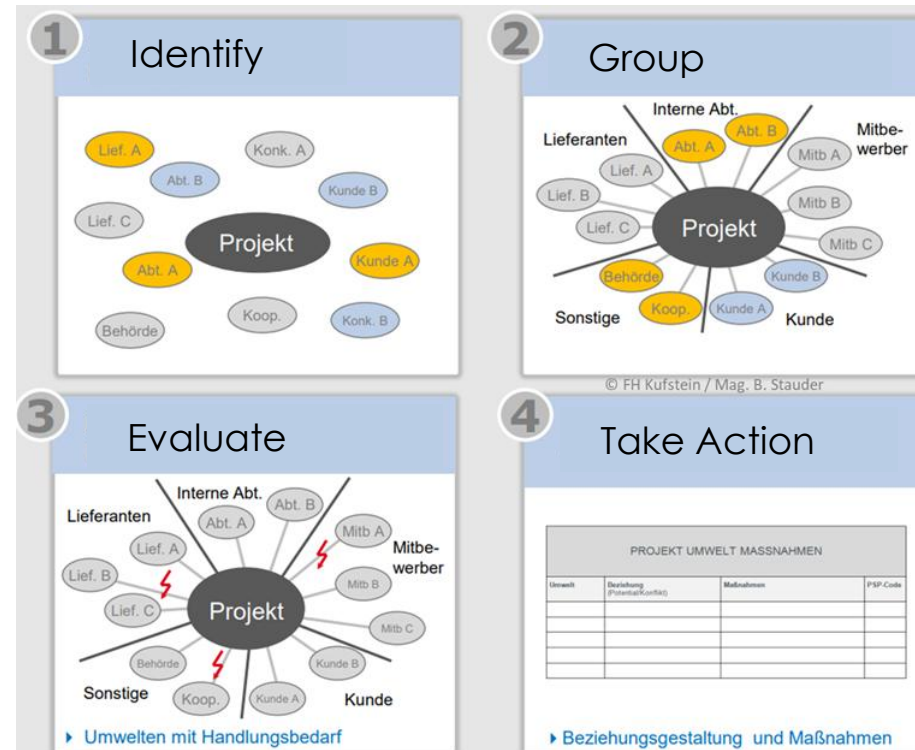 1
Identify
Lief. A
Konk. A
Abt. B
Kunde B
Lief. C
Projekt
Abt. A
Kunde A
Koop.
Konk. B
Behörde
2
Group
Interne Abt.
Lieferanten
Abt. A
Abt. B
Mitbe-
werber
Lief. A
Mitb A
Lief. B
Mitb B
Lief. C
Projekt
Mitb C
Behörde
Kunde B
Sonstige
Koop.
Kunde A
Kunde
© FH Kufstein / Mag. B. Stauder
3
Evaluate
Interne Abt.
Lieferanten
Abt. A
Abt. B
Mitb A
Mitbe-
werber
Lief. A
Lief. B
Mitb B
Lief. C
Projekt
Mitb C
Behörde
Kunde B
Sonstige
Koop.
Kunde A
Kunde
Umwelten mit Handlungsbedarf
4
Take Action
PROJEKT UMWELT MASSNAHMEN
Umwelt
Beziehung
(Potential/Konflikt)
Maßnahmen
PSP-Code
Beziehungsgestaltung und Maßnahmen